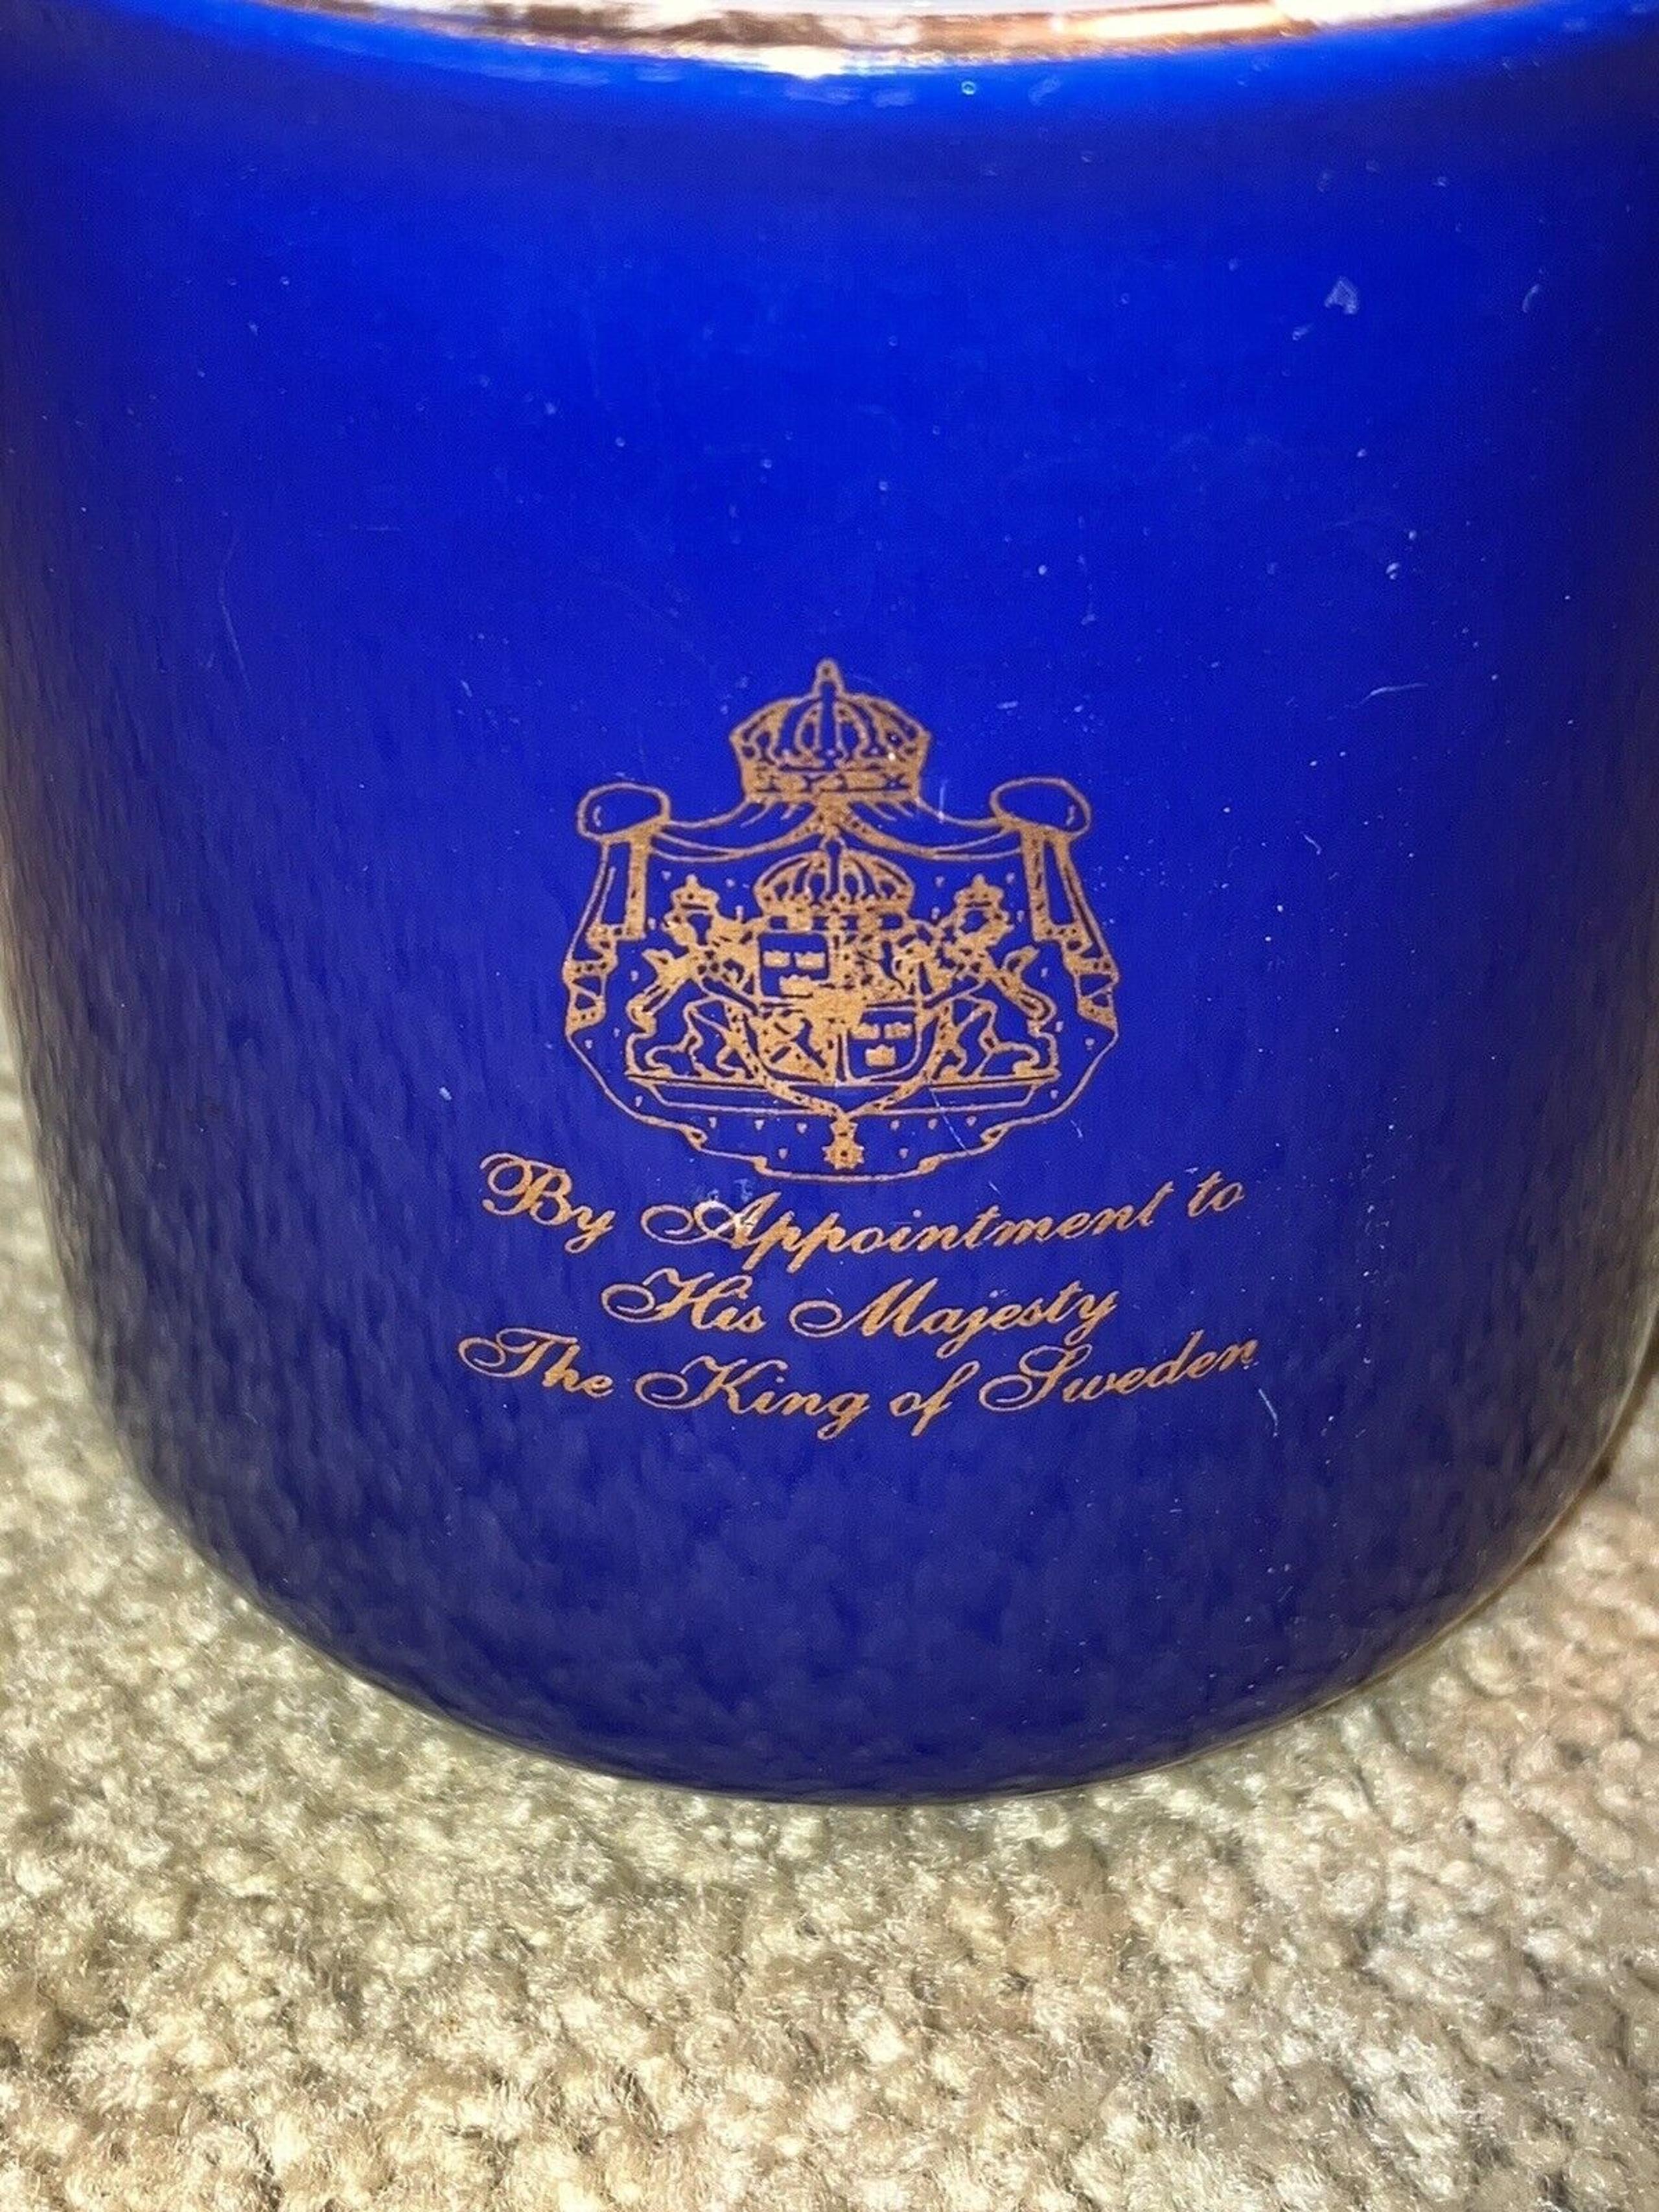 By Appointment to
His Majesty
The King of Sweden